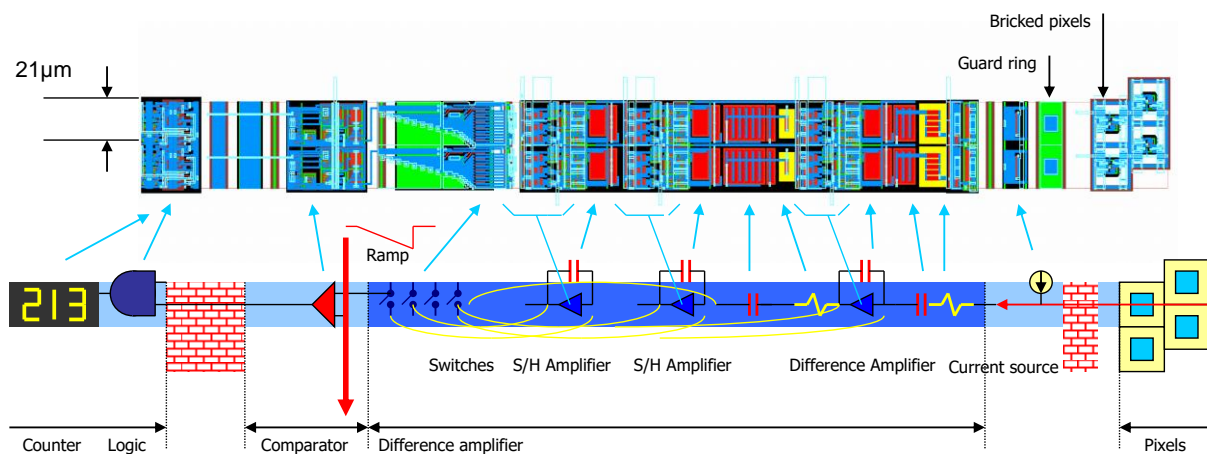 Bricked pixels
Guard ring
21µm
Ramp
213
Switches S/H Amplifier S/H Amplifier Difference Amplifier Current source
Counter Logic Comparator Difference amplifier Pixels